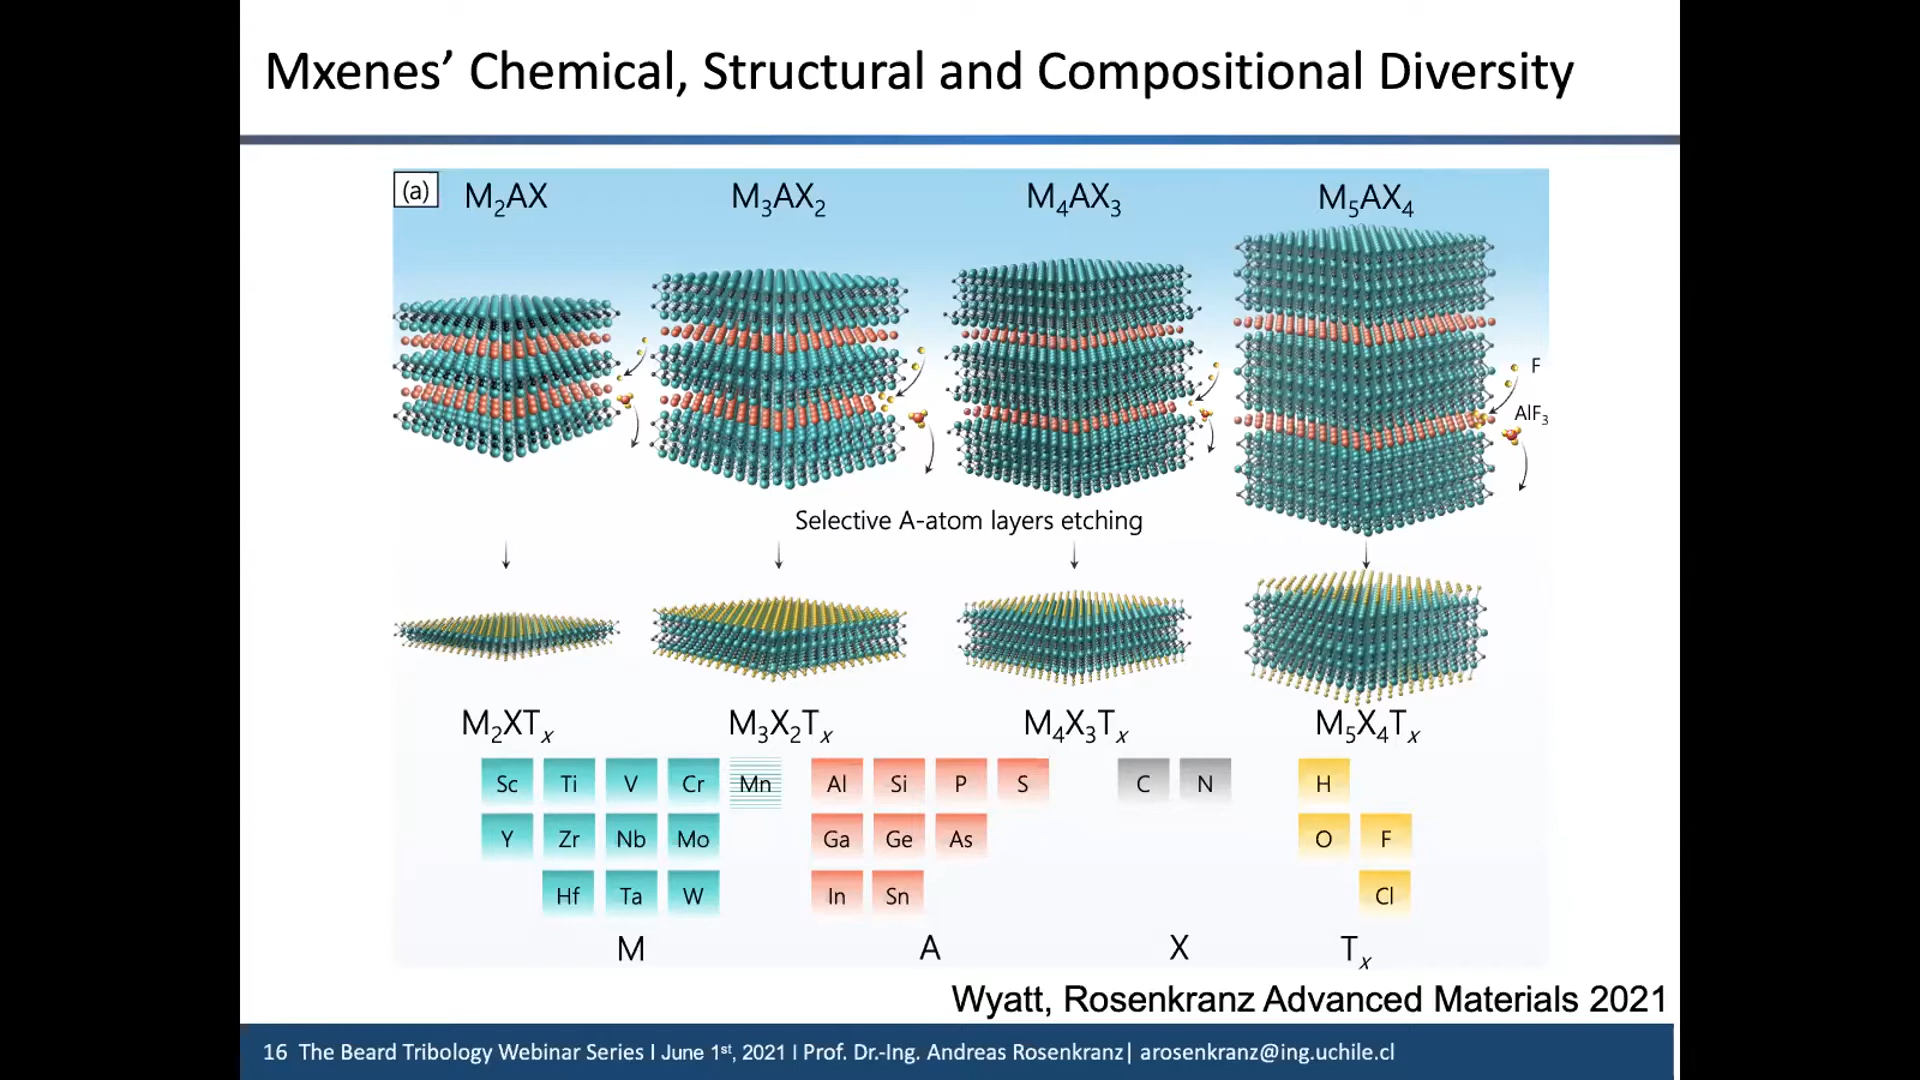 Mxenes’ Chemical, Structural and Compositional Diversity
(a) M₂AX M₃AX₂ M₄AX₃ M₅AX₄
F
AlF₃
Selective A-atom layers etching
M₂XTₓ M₃X₂Tₓ M₄X₃Tₓ M₅X₄Tₓ
Sc Ti V Cr Mn Al Si P S C N H
Y Zr Nb Mo Ga Ge As O F
Hf Ta W In Sn Cl
M A X Tₓ
Wyatt, Rosenkranz Advanced Materials 2021
16 The Beard Tribology Webinar Series I June 1ˢᵗ, 2021 I Prof. Dr.-Ing. Andreas Rosenkranz| arosenkranz@ing.uchile.cl